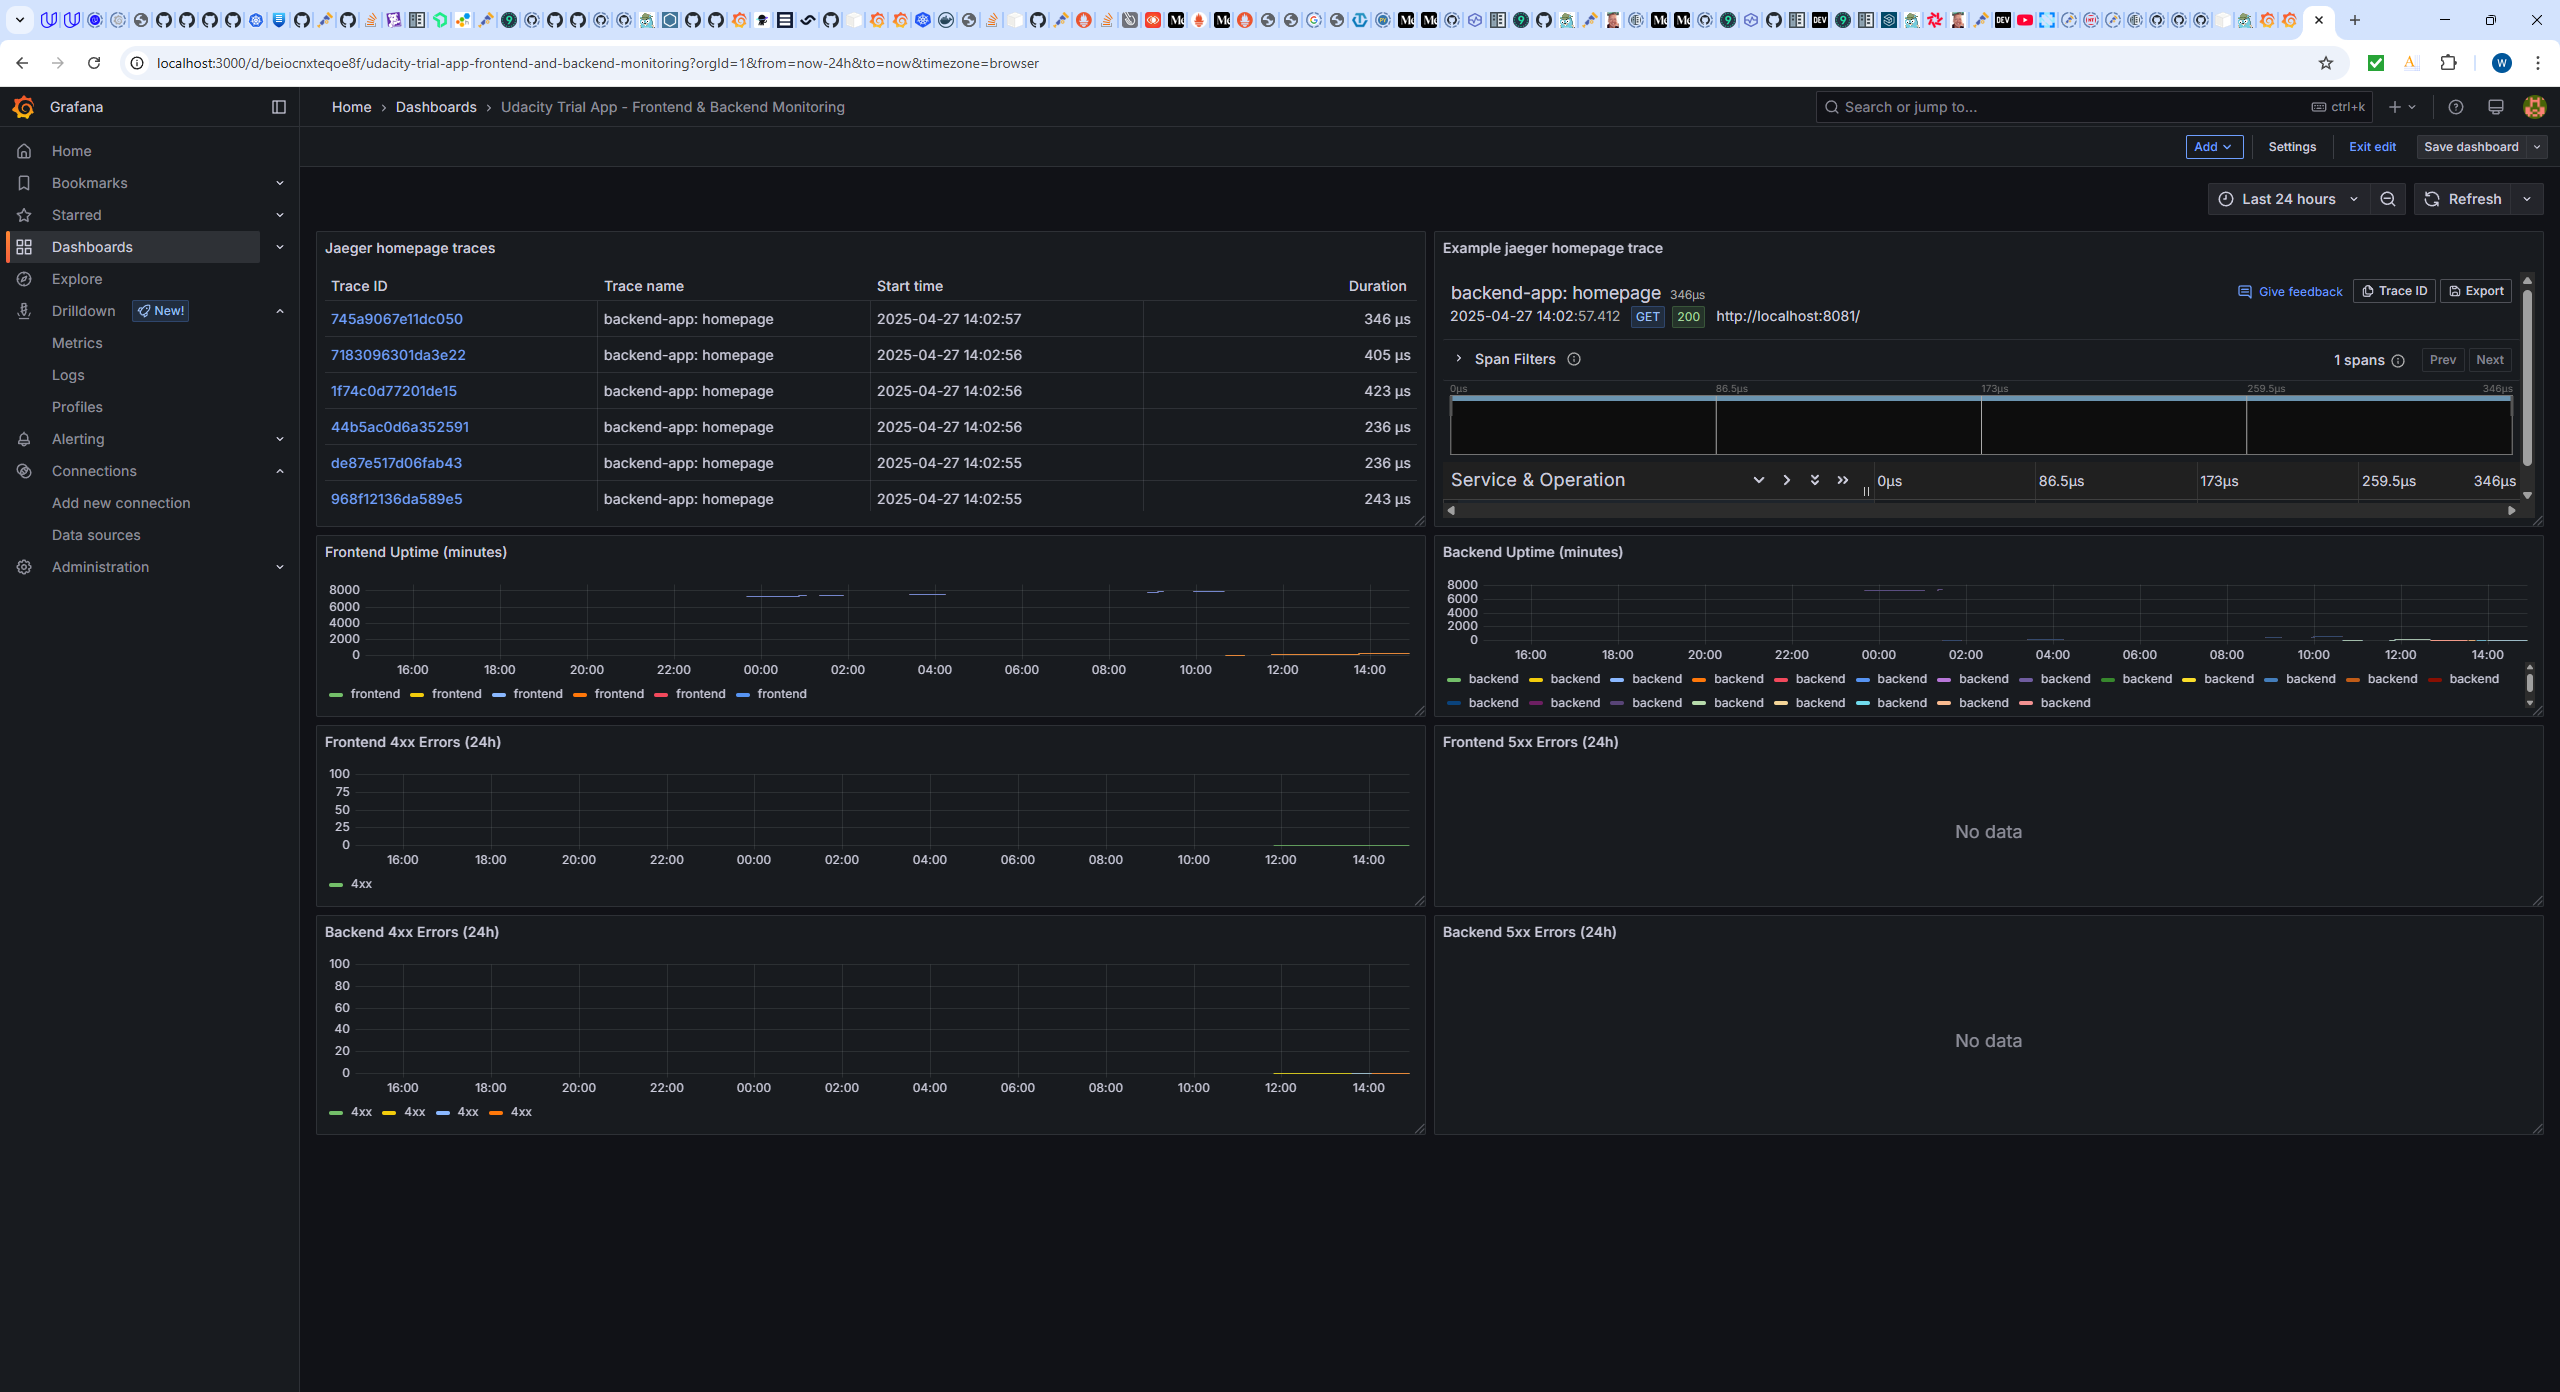 localhost:3000/d/beiocnxteqoe8f/udacity-trial-app-frontend-and-backend-monitoring?orgId=1&from=now-24h&to=now&timezone=browser
W
Grafana
Home › Dashboards › Udacity Trial App - Frontend & Backend Monitoring
Search or jump to... ctrl+k
Add Settings Exit edit Save dashboard
Home
Bookmarks
Starred
Dashboards
Explore
Drilldown New!
Metrics
Logs
Profiles
Alerting
Connections
Add new connection
Data sources
Administration
Last 24 hours Refresh
Jaeger homepage traces
Trace ID Trace name Start time Duration
745a9067e11dc050 backend-app: homepage 2025-04-27 14:02:57 346 µs
7183096301da3e22 backend-app: homepage 2025-04-27 14:02:56 405 µs
1f74c0d77201de15 backend-app: homepage 2025-04-27 14:02:56 423 µs
44b5ac0d6a352591 backend-app: homepage 2025-04-27 14:02:56 236 µs
de87e517d06fab43 backend-app: homepage 2025-04-27 14:02:55 236 µs
968f12136da589e5 backend-app: homepage 2025-04-27 14:02:55 243 µs
Example jaeger homepage trace
backend-app: homepage 346µs
Give feedback Trace ID Export
2025-04-27 14:02:57.412 GET 200 http://localhost:8081/
Span Filters 1 spans Prev Next
0µs 86.5µs 173µs 259.5µs 346µs
Service & Operation 0µs 86.5µs 173µs 259.5µs 346µs
Frontend Uptime (minutes)
8000
6000
4000
2000
0
16:00 18:00 20:00 22:00 00:00 02:00 04:00 06:00 08:00 10:00 12:00 14:00
frontend frontend frontend frontend frontend frontend
Backend Uptime (minutes)
8000
6000
4000
2000
0
16:00 18:00 20:00 22:00 00:00 02:00 04:00 06:00 08:00 10:00 12:00 14:00
backend backend backend backend backend backend backend backend backend backend backend backend backend
backend backend backend backend backend backend backend backend
Frontend 4xx Errors (24h)
100
75
50
25
0
16:00 18:00 20:00 22:00 00:00 02:00 04:00 06:00 08:00 10:00 12:00 14:00
4xx
Frontend 5xx Errors (24h)
No data
Backend 4xx Errors (24h)
100
80
60
40
20
0
16:00 18:00 20:00 22:00 00:00 02:00 04:00 06:00 08:00 10:00 12:00 14:00
4xx 4xx 4xx 4xx
Backend 5xx Errors (24h)
No data